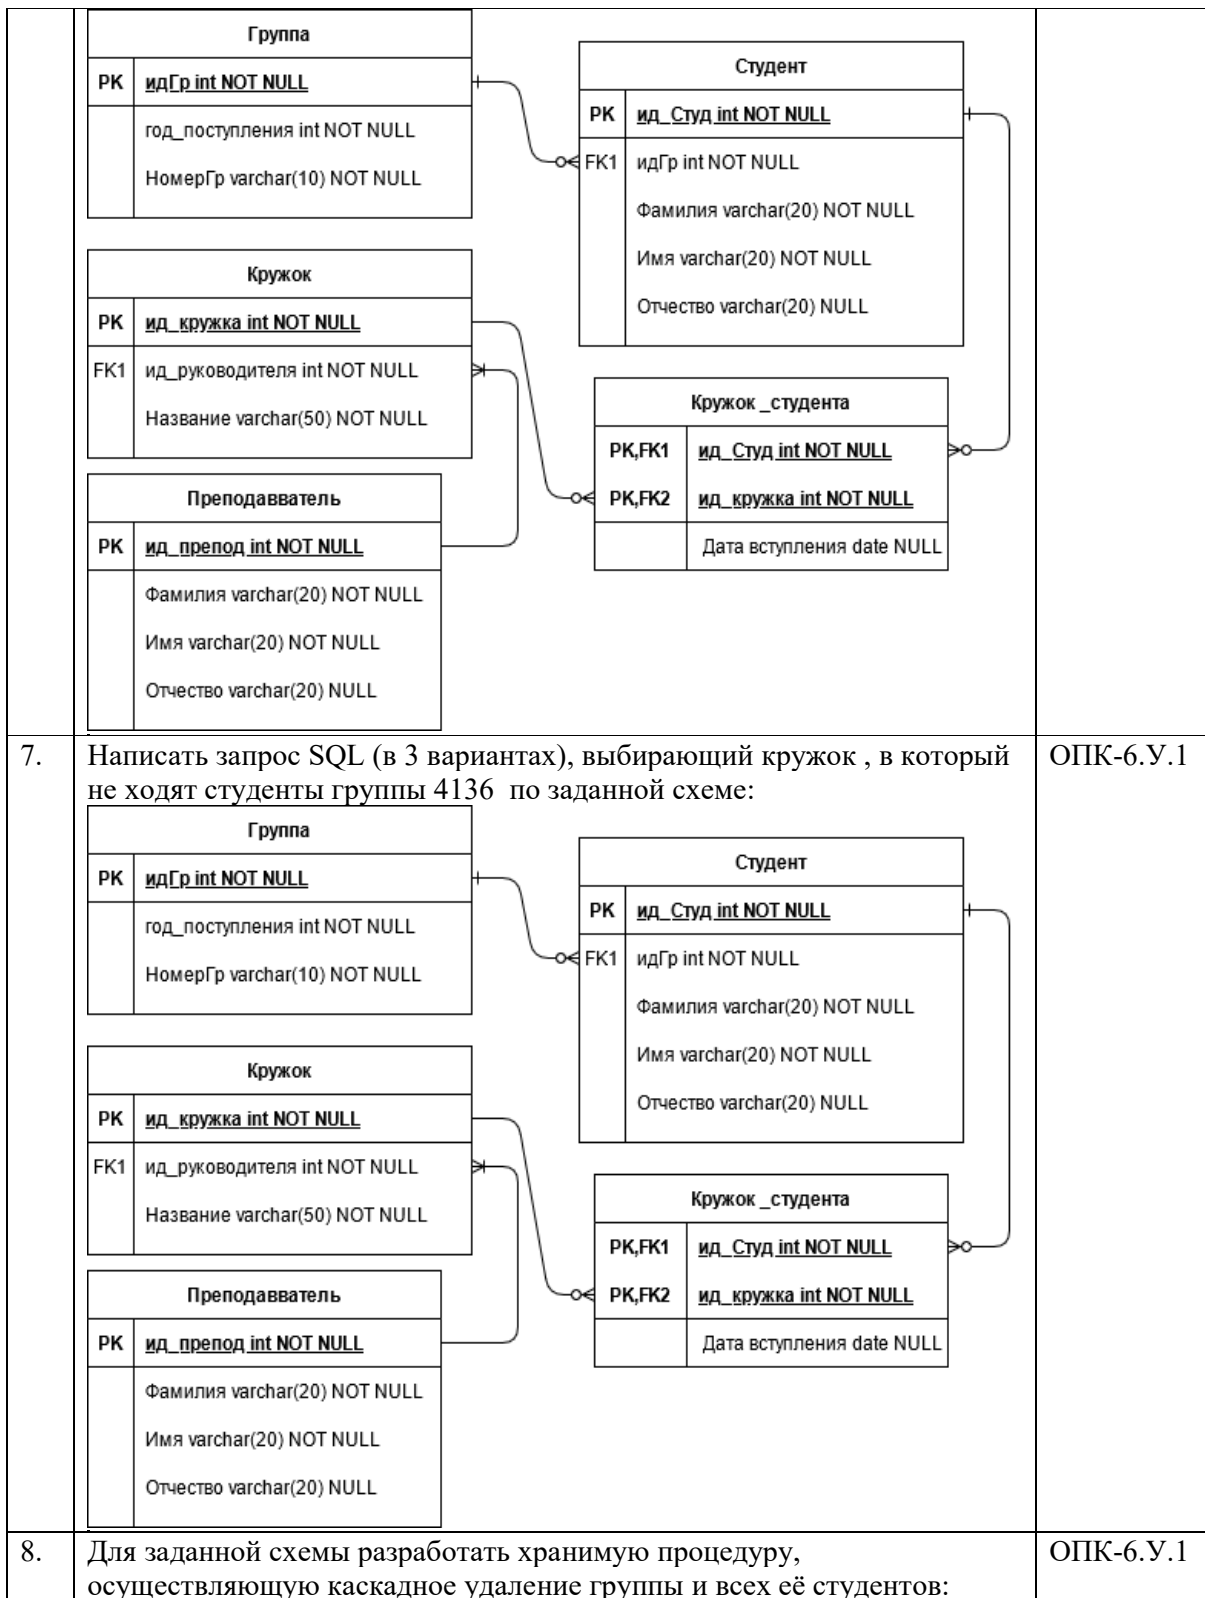 Группа
PK идГр int NOT NULL
год_поступления int NOT NULL
НомерГр varchar(10) NOT NULL
Студент
PK ид_Студ int NOT NULL
FK1 идГр int NOT NULL
Фамилия varchar(20) NOT NULL
Имя varchar(20) NOT NULL
Отчество varchar(20) NULL
Кружок
PK ид_кружка int NOT NULL
FK1 ид_руководителя int NOT NULL
Название varchar(50) NOT NULL
Кружок _студента
PK,FK1 ид_Студ int NOT NULL
PK,FK2 ид_кружка int NOT NULL
Дата вступления date NULL
Преподавватель
PK ид_препод int NOT NULL
Фамилия varchar(20) NOT NULL
Имя varchar(20) NOT NULL
Отчество varchar(20) NULL
7. Написать запрос SQL (в 3 вариантах), выбирающий кружок , в который ОПК-6.У.1
не ходят студенты группы 4136 по заданной схеме:
Группа
PK идГр int NOT NULL
год_поступления int NOT NULL
НомерГр varchar(10) NOT NULL
Студент
PK ид_Студ int NOT NULL
FK1 идГр int NOT NULL
Фамилия varchar(20) NOT NULL
Имя varchar(20) NOT NULL
Отчество varchar(20) NULL
Кружок
PK ид_кружка int NOT NULL
FK1 ид_руководителя int NOT NULL
Название varchar(50) NOT NULL
Кружок _студента
PK,FK1 ид_Студ int NOT NULL
PK,FK2 ид_кружка int NOT NULL
Дата вступления date NULL
Преподавватель
PK ид_препод int NOT NULL
Фамилия varchar(20) NOT NULL
Имя varchar(20) NOT NULL
Отчество varchar(20) NULL
8. Для заданной схемы разработать хранимую процедуру, ОПК-6.У.1
осуществляющую каскадное удаление группы и всех её студентов: